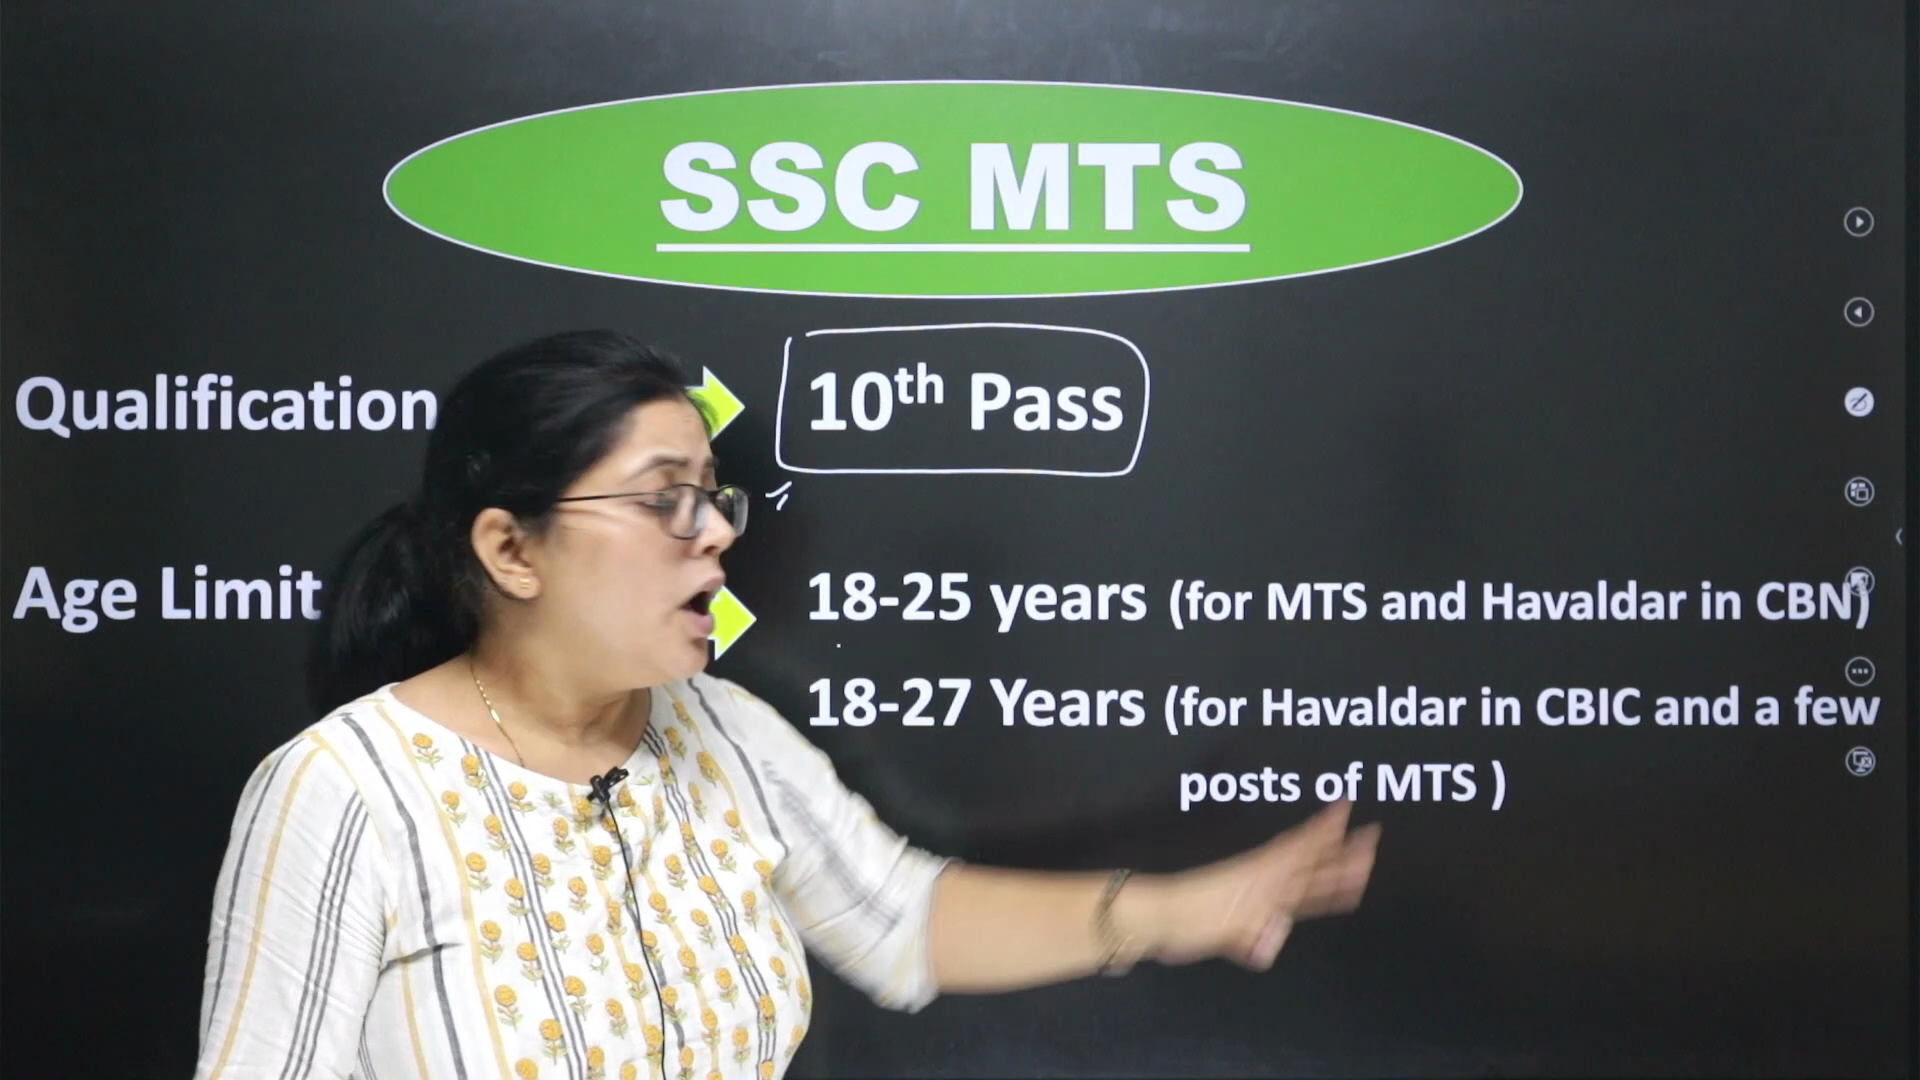 SSC MTS
Qualification 10th Pass
Age Limit 18-25 years (for MTS and Havaldar in CBN)
18-27 Years (for Havaldar in CBIC and a few
posts of MTS )